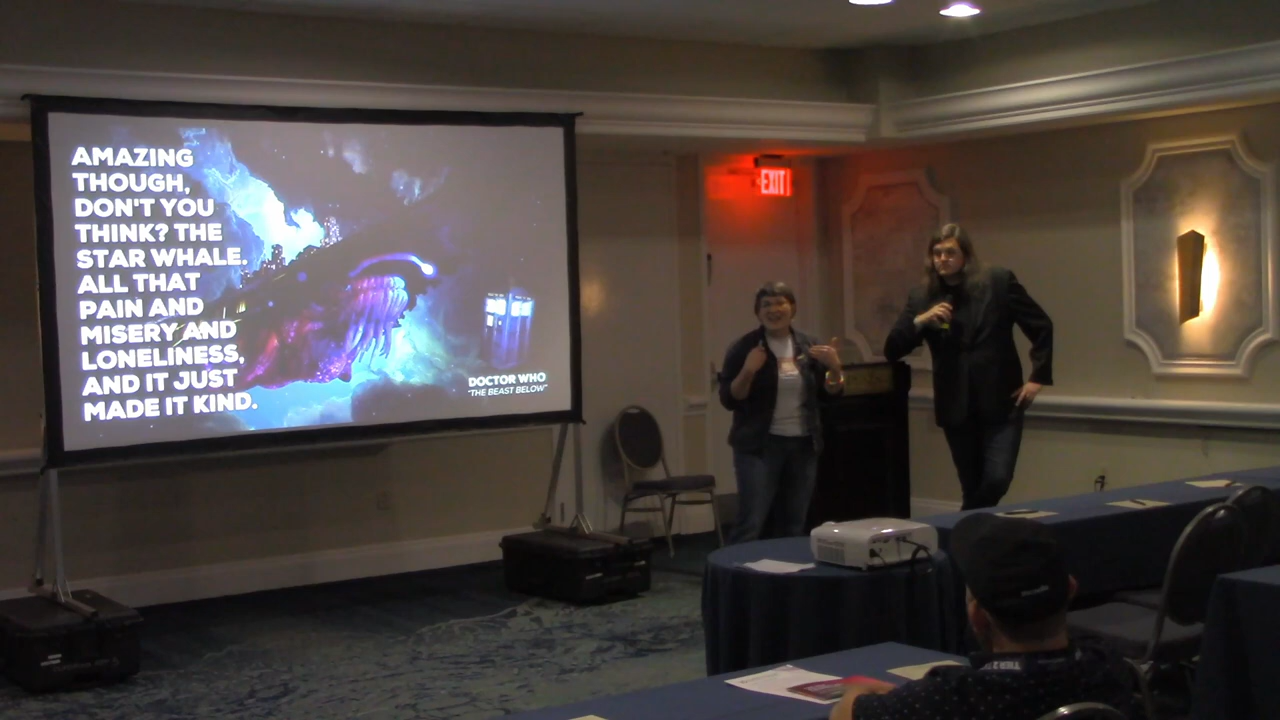 AMAZING
THOUGH,
DON'T YOU
THINK? THE
STAR WHALE.
ALL THAT
PAIN AND
MISERY AND
LONELINESS,
AND IT JUST
MADE IT KIND.
DOCTOR WHO
"THE BEAST BELOW"
EXIT